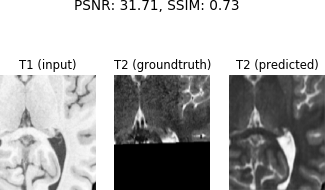 PSNR: 31.71, SSIM: 0.73
T1 (input) T2 (groundtruth) T2 (predicted)